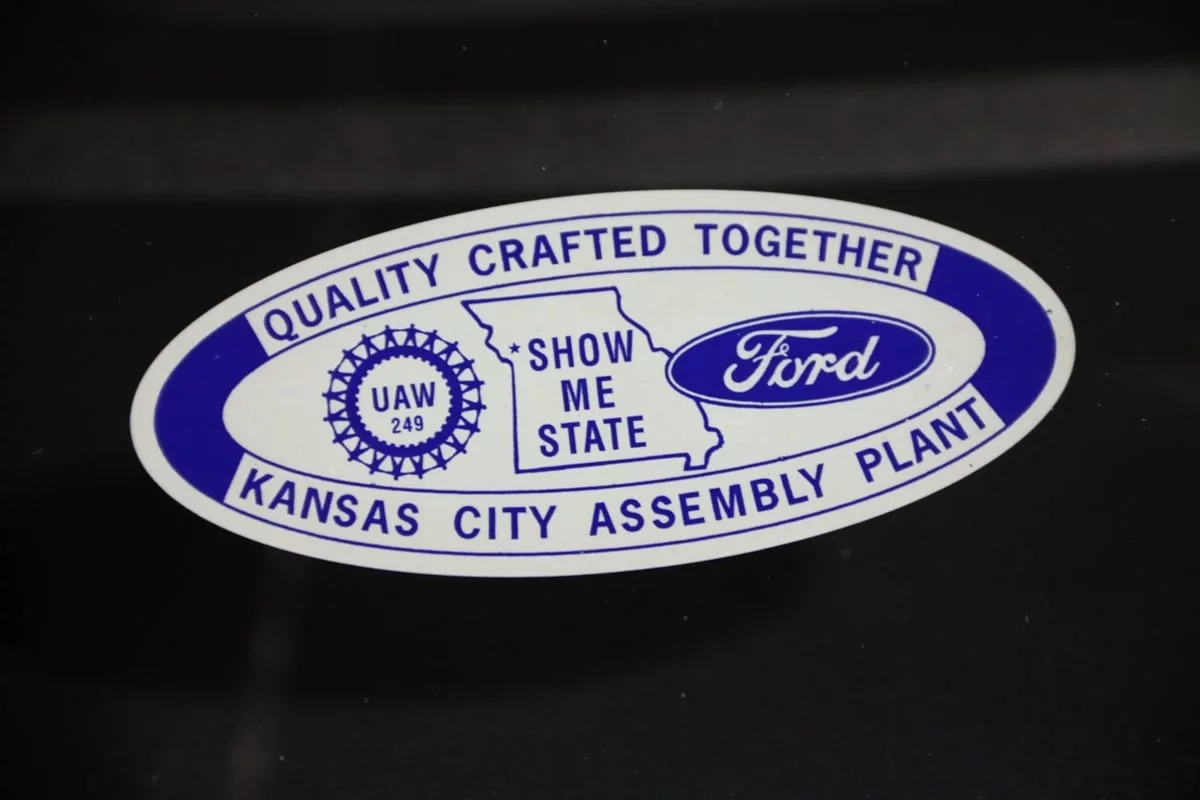 QUALITY CRAFTED TOGETHER
UAW
249
SHOW
ME
STATE
Ford
KANSAS CITY ASSEMBLY PLANT